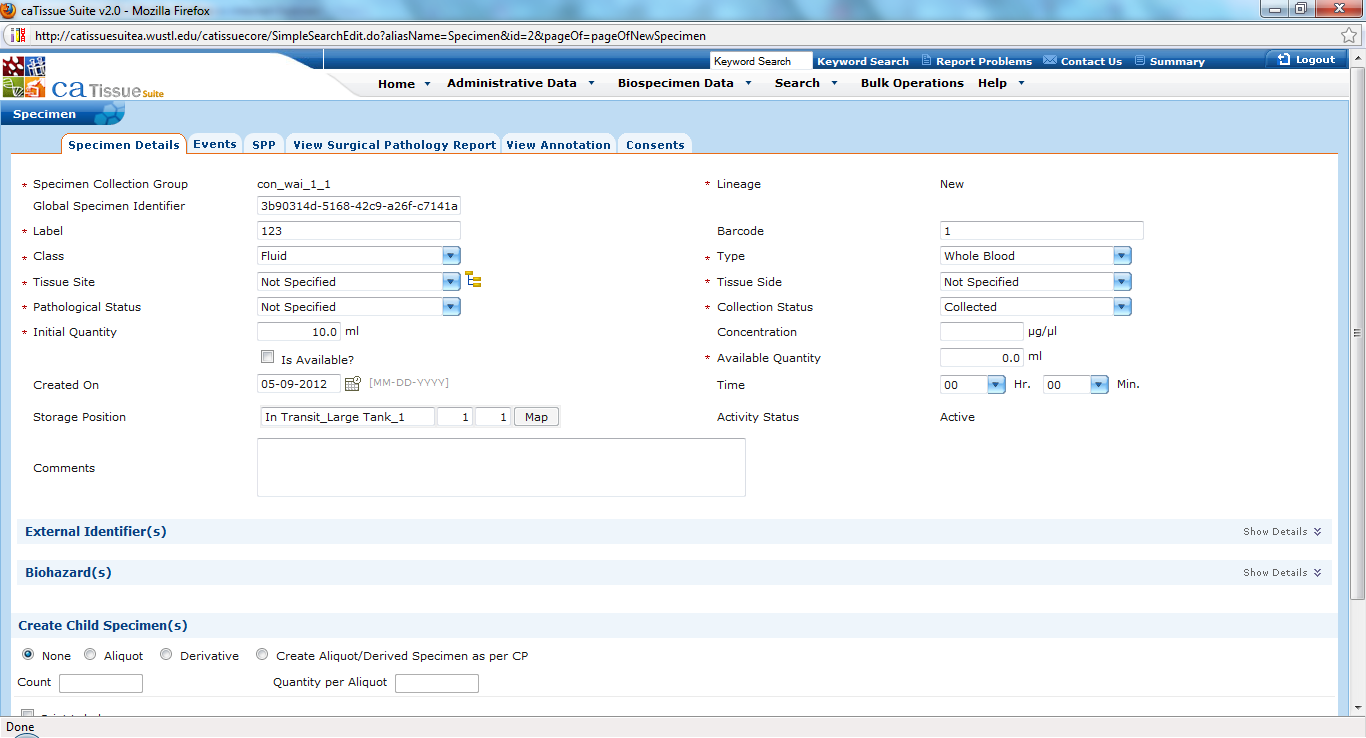 caTissue Suite v2.0 - Mozilla Firefox
http://catissuesuitea.wustl.edu/catissuecore/SimpleSearchEdit.do?aliasName=Specimen&id=2&pageOf=pageOfNewSpecimen
Keyword Search Keyword Search Report Problems Contact Us Summary Logout
ca Tissue Suite
Home Administrative Data Biospecimen Data Search Bulk Operations Help
Specimen
Specimen Details Events SPP View Surgical Pathology Report View Annotation Consents
* Specimen Collection Group con_wai_1_1 * Lineage New
Global Specimen Identifier 3b90314d-5168-42c9-a26f-c7141a
* Label 123 Barcode 1
* Class Fluid * Type Whole Blood
* Tissue Site Not Specified * Tissue Side Not Specified
* Pathological Status Not Specified * Collection Status Collected
* Initial Quantity 10.0 ml Concentration µg/µl
Is Available? * Available Quantity 0.0 ml
Created On 05-09-2012 [MM-DD-YYYY] Time 00 Hr. 00 Min.
Storage Position In Transit_Large Tank_1 1 1 Map Activity Status Active
Comments
External Identifier(s) Show Details
Biohazard(s) Show Details
Create Child Specimen(s)
None Aliquot Derivative Create Aliquot/Derived Specimen as per CP
Count Quantity per Aliquot
Done